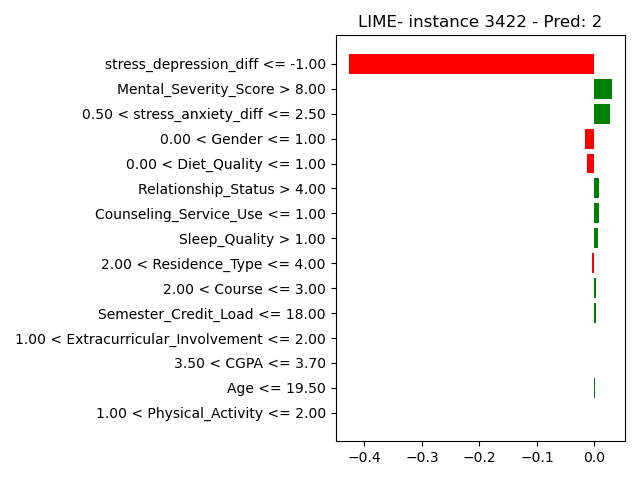 LIME- instance 3422 - Pred: 2
stress_depression_diff <= -1.00
Mental_Severity_Score > 8.00
0.50 < stress_anxiety_diff <= 2.50
0.00 < Gender <= 1.00
0.00 < Diet_Quality <= 1.00
Relationship_Status > 4.00
Counseling_Service_Use <= 1.00
Sleep_Quality > 1.00
2.00 < Residence_Type <= 4.00
2.00 < Course <= 3.00
Semester_Credit_Load <= 18.00
1.00 < Extracurricular_Involvement <= 2.00
3.50 < CGPA <= 3.70
Age <= 19.50
1.00 < Physical_Activity <= 2.00
−0.4 −0.3 −0.2 −0.1 0.0